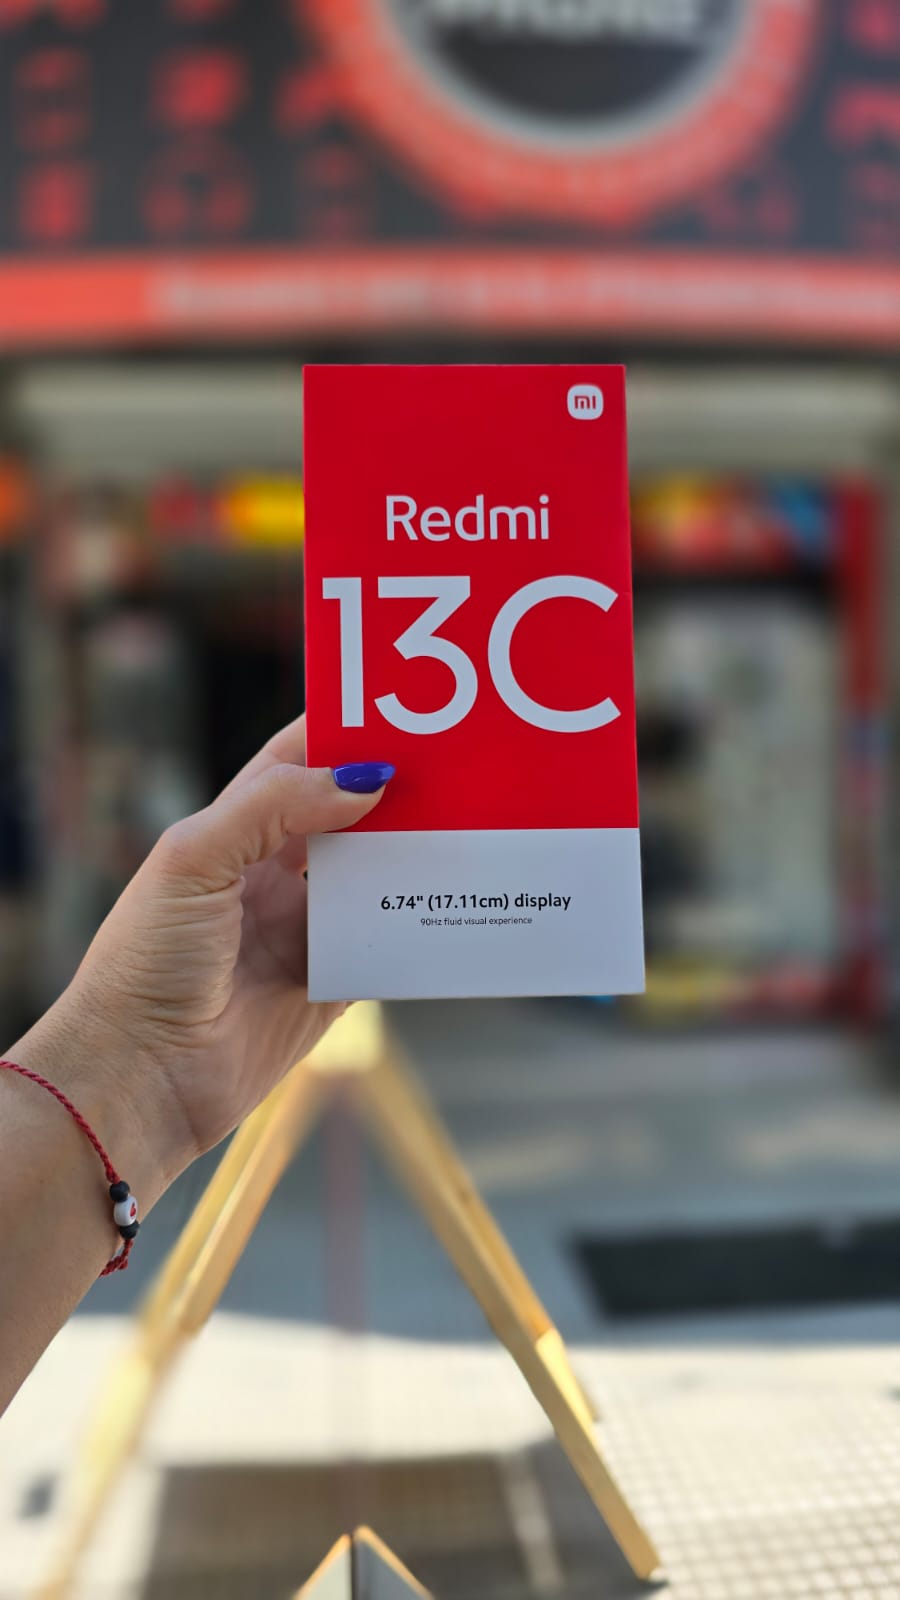 mi
Redmi
13C
6.74" (17.11cm) display
90Hz fluid visual experience